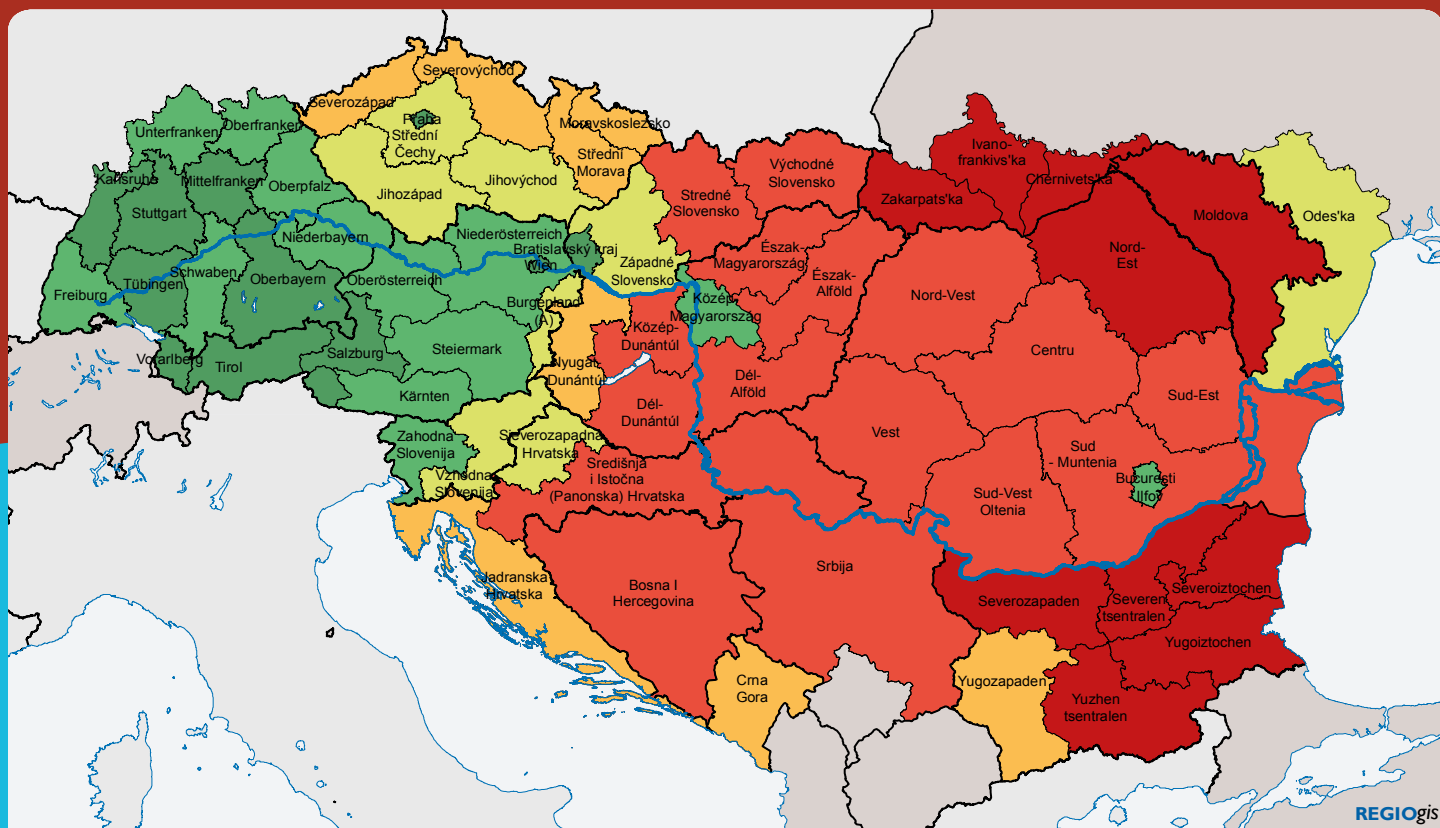 Severovýchod
Severozápad
Praha
Střední
Čechy
Moravskoslezsko
Střední
Morava
Unterfranken
Oberfranken
Karlsruhe
Mittelfranken
Oberpfalz
Jihozápad
Jihovýchod
Stuttgart
Niederbayern
Niederösterreich
Bratislavský kraj
Wien
Tübingen
Schwaben
Oberbayern
Oberösterreich
Freiburg
Západné
Slovensko
Burgenland
(A)
Vorarlberg
Tirol
Salzburg
Steiermark
Kärnten
Nyugat-
Dunántúl
Közép-
Dunántúl
Közép-
Magyarország
Stredné
Slovensko
Východné
Slovensko
Észak-
Magyarország
Észak-
Alföld
Dél-
Alföld
Dél-
Dunántúl
Zahodna
Slovenija
Vzhodna
Slovenija
Sjeverozapadna
Hrvatska
Središnja
i Istočna
(Panonska) Hrvatska
Jadranska
Hrvatska
Bosna I
Hercegovina
Crna
Gora
Srbija
Ivano-
frankivs'ka
Chernivets'ka
Zakarpats'ka
Moldova
Odes'ka
Nord-
Est
Nord-Vest
Centru
Sud-Est
Vest
Sud
- Muntenia
Bucuresti
Ilfov
Sud-Vest
Oltenia
Severozapaden
Severen
tsentralen
Severoiztochen
Yugoiztochen
Yugozapaden
Yuzhen
tsentralen
REGIOgis